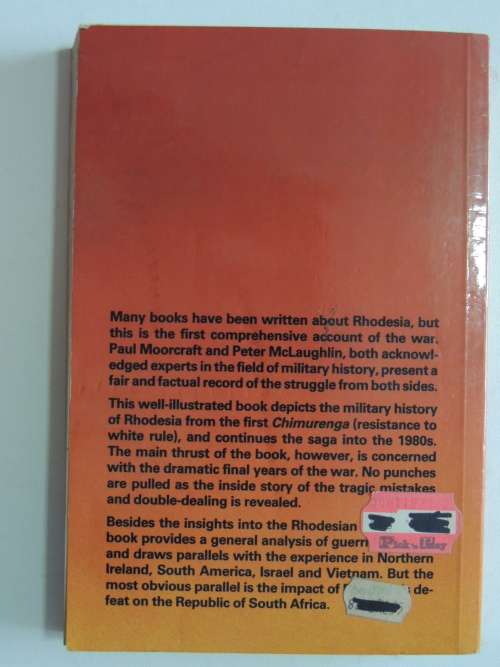 Many books have been written about Rhodesia, but
this is the first comprehensive account of the war.
Paul Moorcraft and Peter McLaughlin, both acknowl-
edged experts in the field of military history, present a
fair and factual record of the struggle from both sides.
This well-illustrated book depicts the military history
of Rhodesia from the first Chimurenga (resistance to
white rule), and continues the saga into the 1980s.
The main thrust of the book, however, is concerned
with the dramatic final years of the war. No punches
are pulled as the inside story of the tragic mistakes
and double-dealing is revealed.
Besides the insights into the Rhodesian
book provides a general analysis of
and draws parallels with the experience in Northern
Ireland, South America, Israel and Vietnam. But the
most obvious parallel is the impact of de-
feat on the Republic of South Africa.
Pick 'n Pay